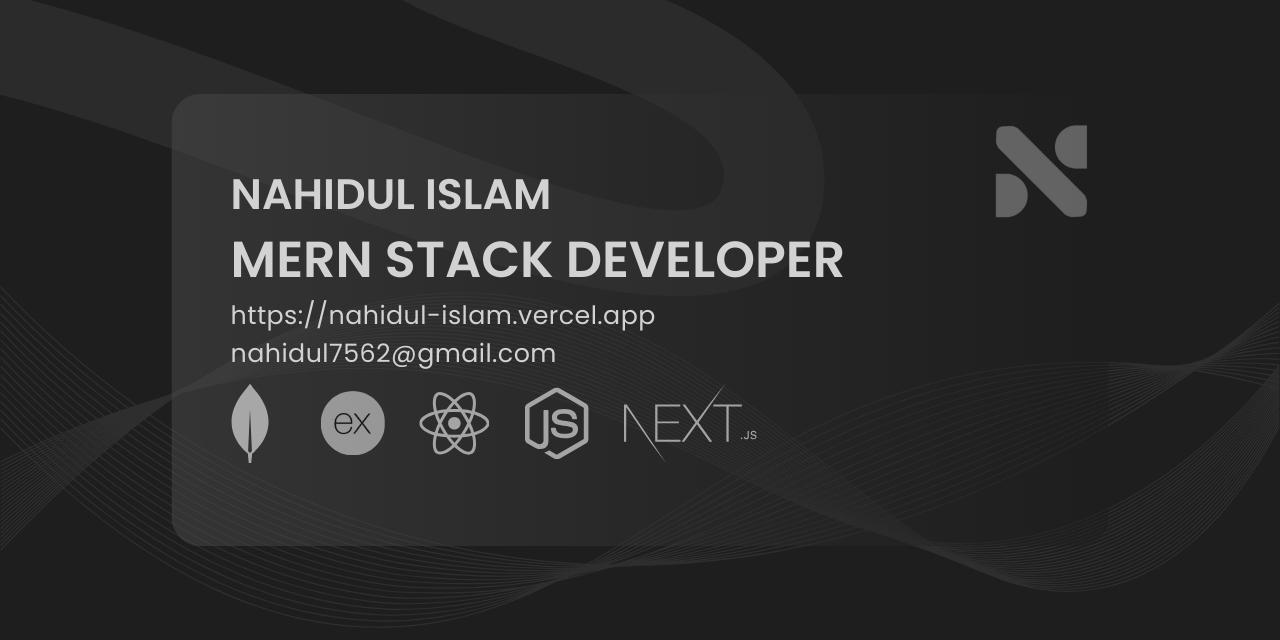 NAHIDUL ISLAM
MERN STACK DEVELOPER
https://nahidul-islam.vercel.app
nahidul7562@gmail.com
ex JS NEXT.JS